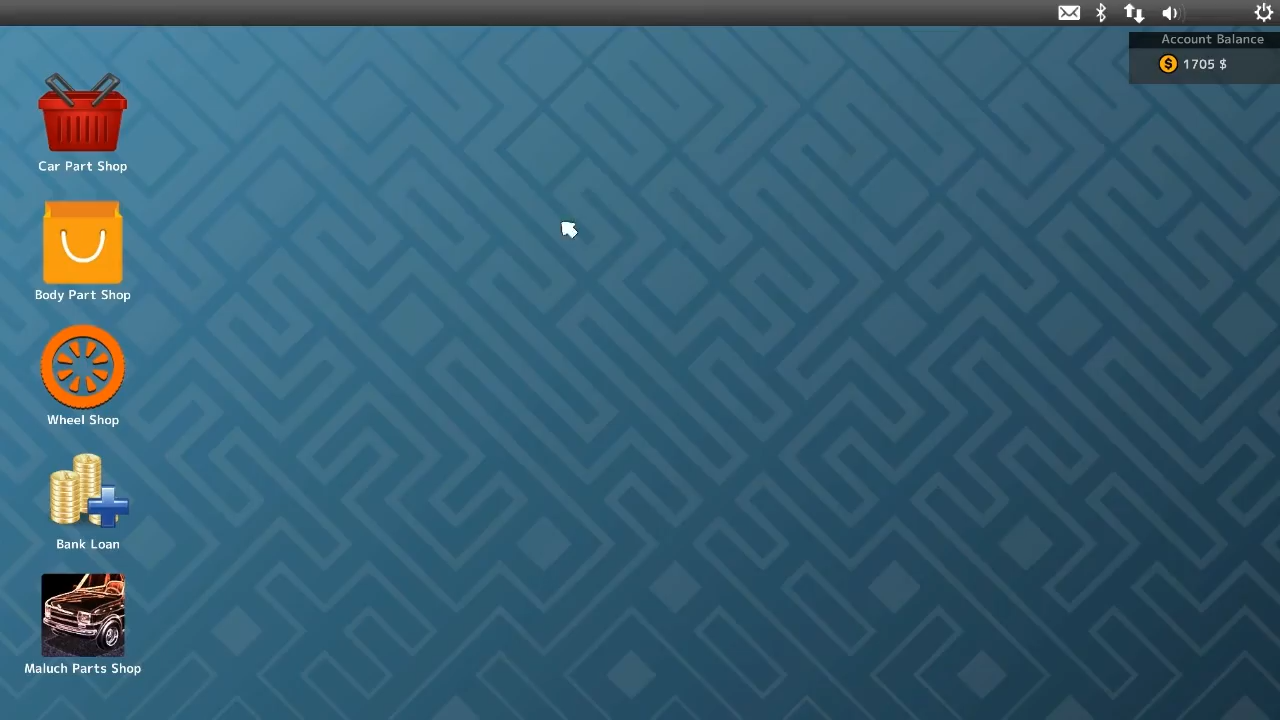 Account Balance
1705 $
Car Part Shop
Body Part Shop
Wheel Shop
Bank Loan
Maluch Parts Shop